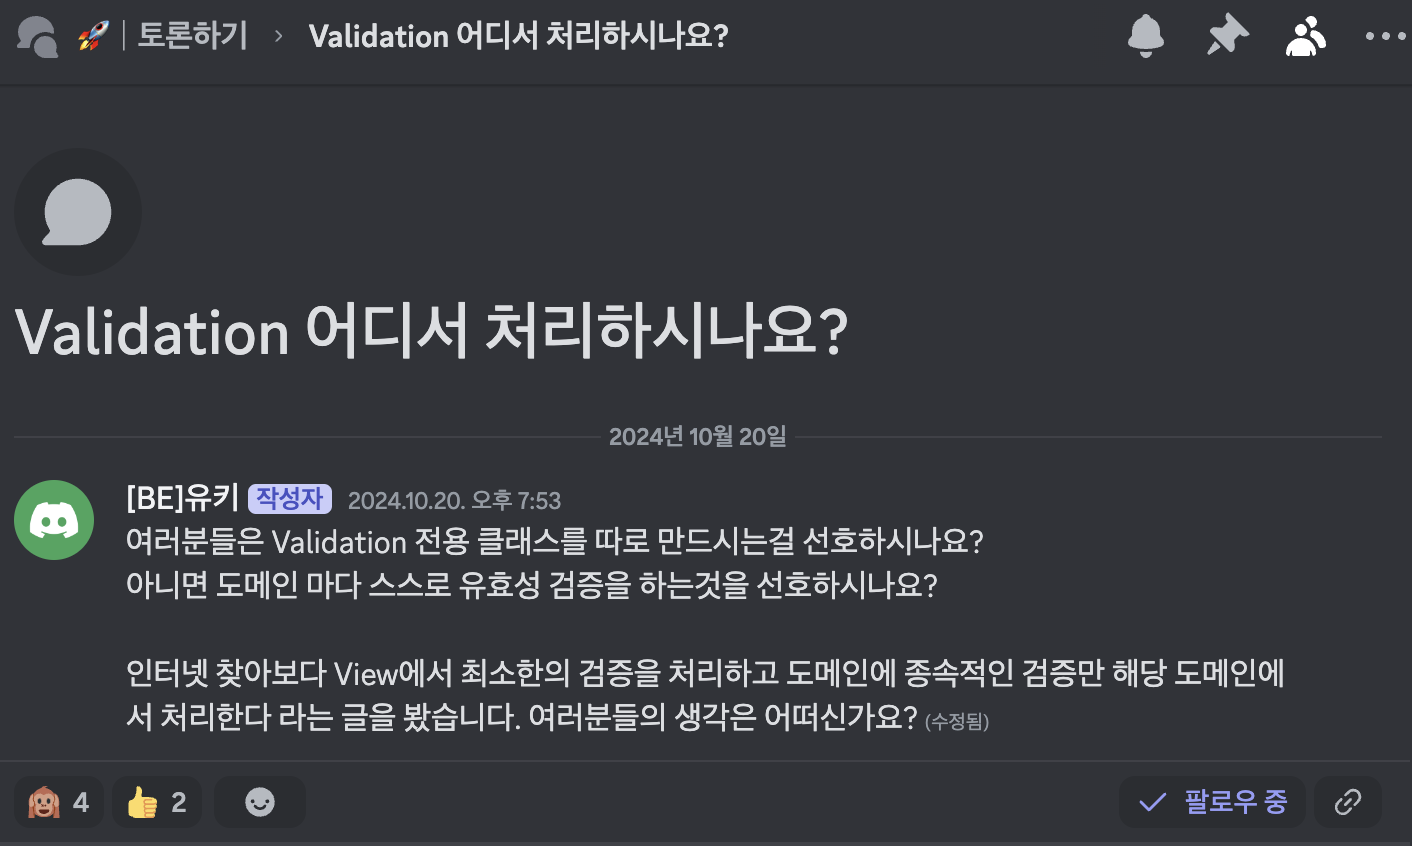 토론하기 › Validation 어디서 처리하시나요?
Validation 어디서 처리하시나요?
2024년 10월 20일
[BE]유키 작성자 2024.10.20. 오후 7:53
여러분들은 Validation 전용 클래스를 따로 만드시는걸 선호하시나요?
아니면 도메인 마다 스스로 유효성 검증을 하는것을 선호하시나요?
인터넷 찾아보다 View에서 최소한의 검증을 처리하고 도메인에 종속적인 검증만 해당 도메인에
서 처리한다 라는 글을 봤습니다. 여러분들의 생각은 어떠신가요? (수정됨)
4 2 팔로우 중